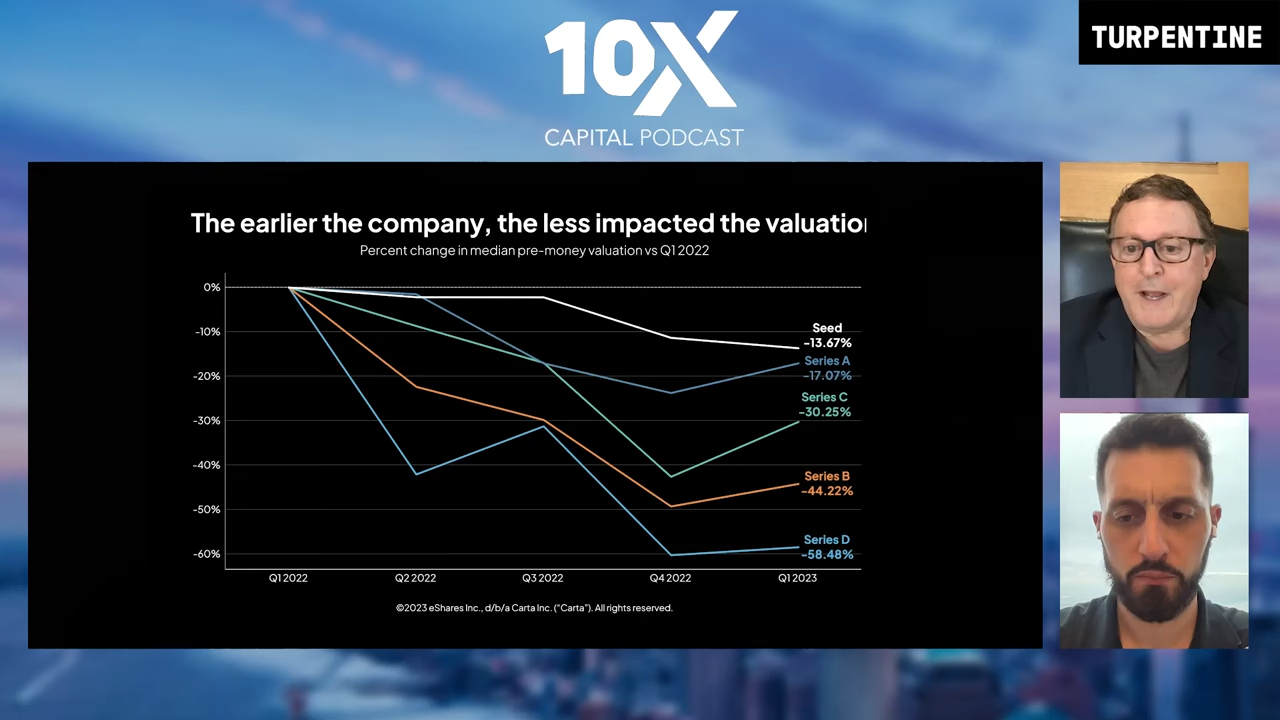 10X
CAPITAL PODCAST
TURPENTINE
The earlier the company, the less impacted the valuation
Percent change in median pre-money valuation vs Q1 2022
0%
-10%
-20%
-30%
-40%
-50%
-60%
Seed
-13.67%
Series A
-17.07%
Series C
-30.25%
Series B
-44.22%
Series D
-58.48%
Q1 2022
Q2 2022
Q3 2022
Q4 2022
Q1 2023
©2023 eShares Inc., d/b/a Carta Inc. ("Carta"). All rights reserved.